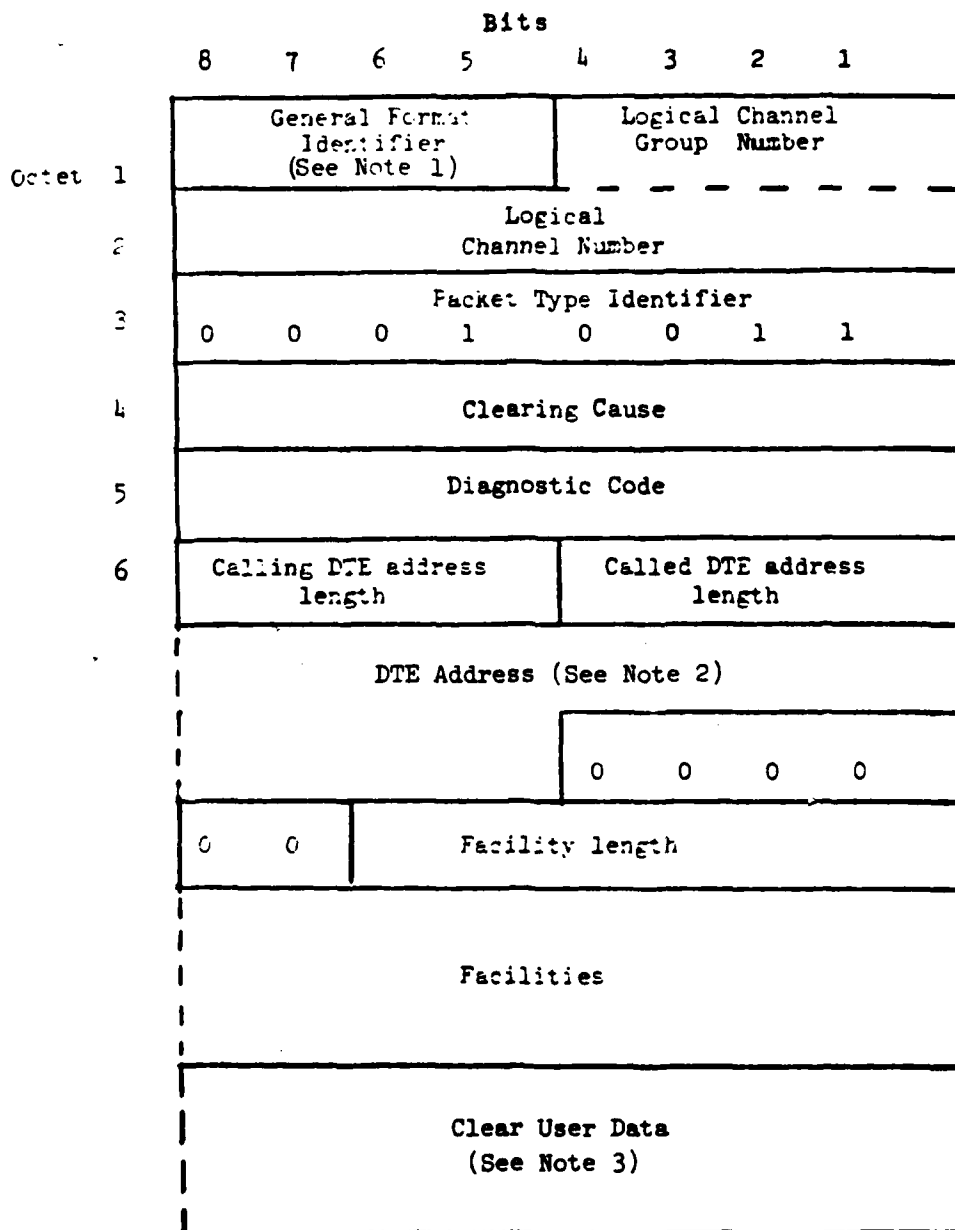 Bits
8 7 6 5 4 3 2 1
General Format Logical Channel
Identifier Group Number
(See Note 1)
Octet 1
Logical
2 Channel Number
Packet Type Identifier
3
0 0 0 1 0 0 1 1
4 Clearing Cause
5 Diagnostic Code
6 Calling DTE address Called DTE address
length length
DTE Address (See Note 2)
0 0 0 0
0 0 Facility length
Facilities
Clear User Data
(See Note 3)